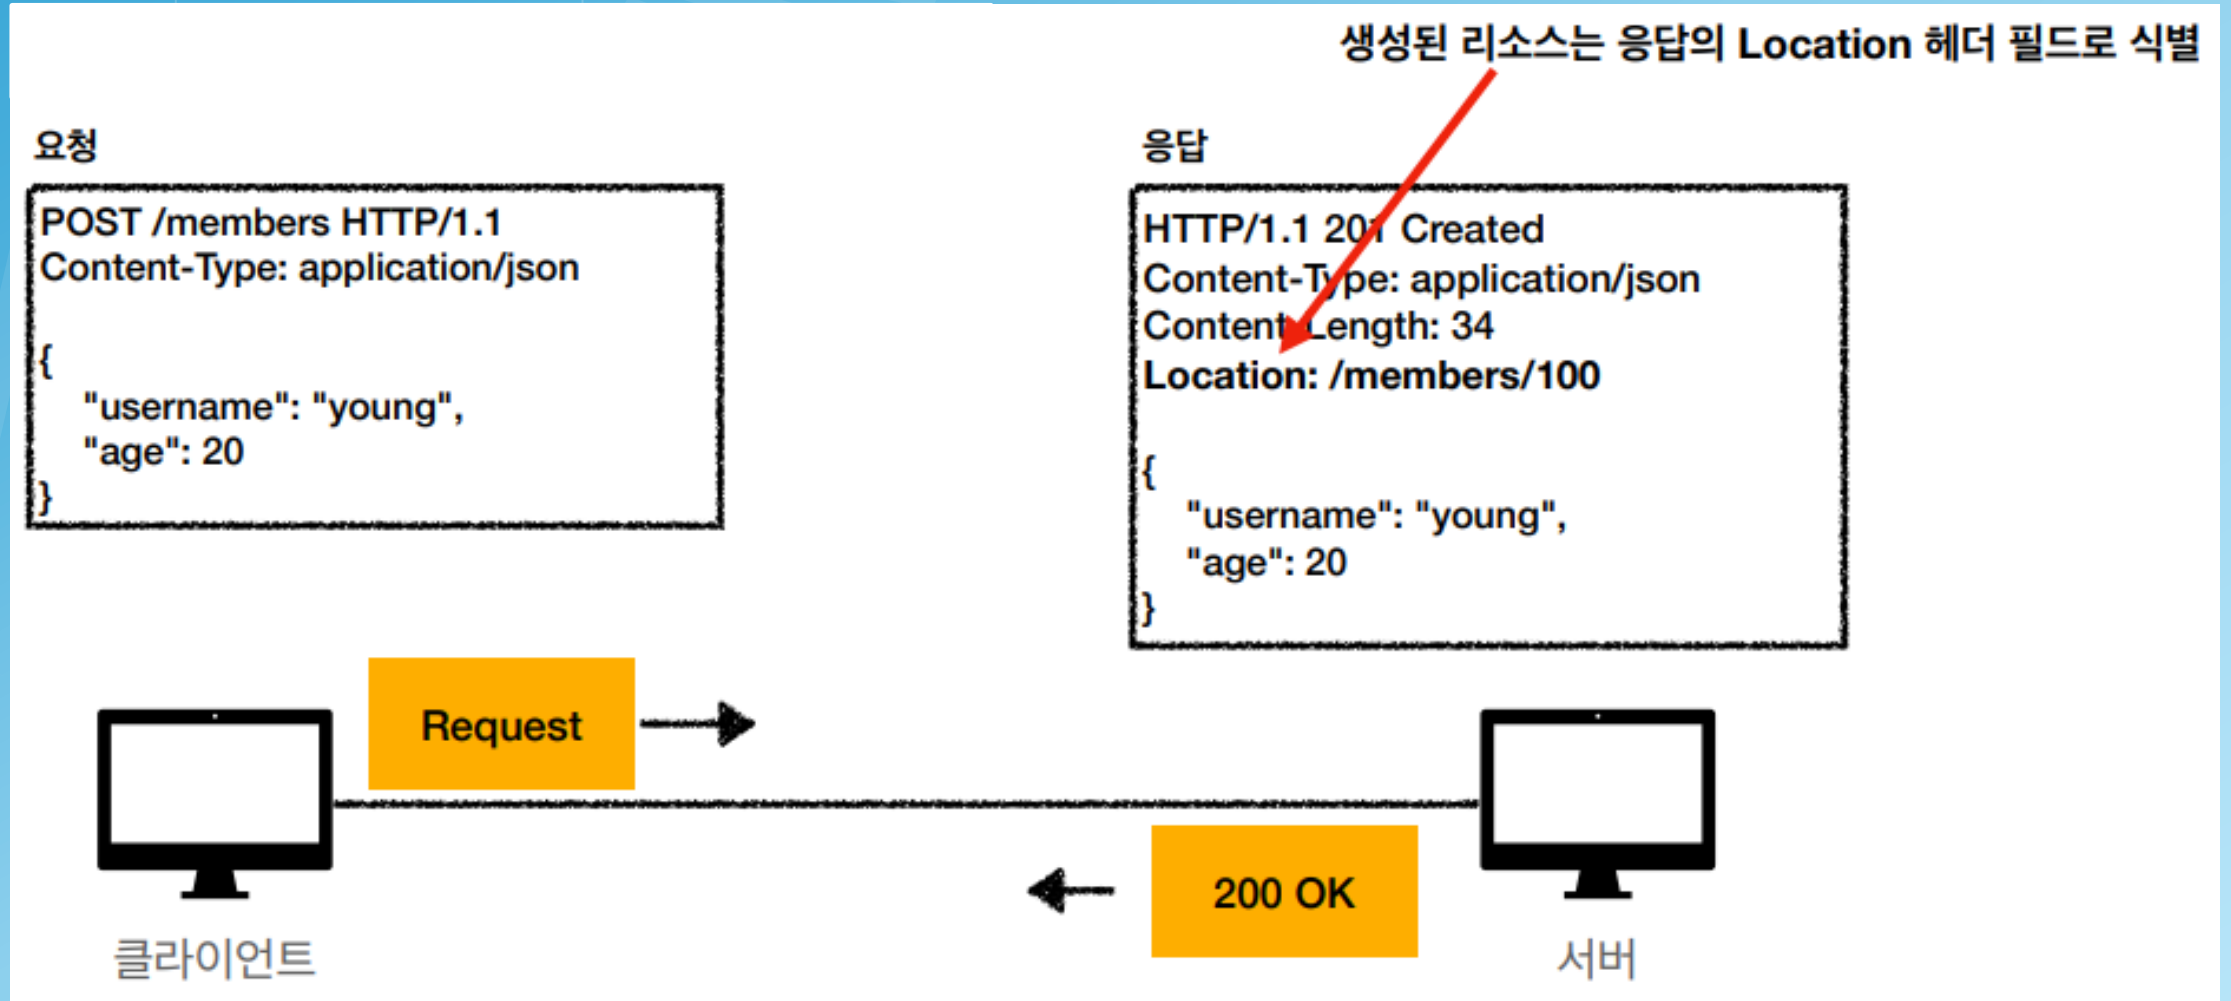 생성된 리소스는 응답의 Location 헤더 필드로 식별
요청
POST /members HTTP/1.1
Content-Type: application/json
{
"username": "young",
"age": 20
}
응답
HTTP/1.1 201 Created
Content-Type: application/json
Content-Length: 34
Location: /members/100
{
"username": "young",
"age": 20
}
Request
200 OK
클라이언트
서버